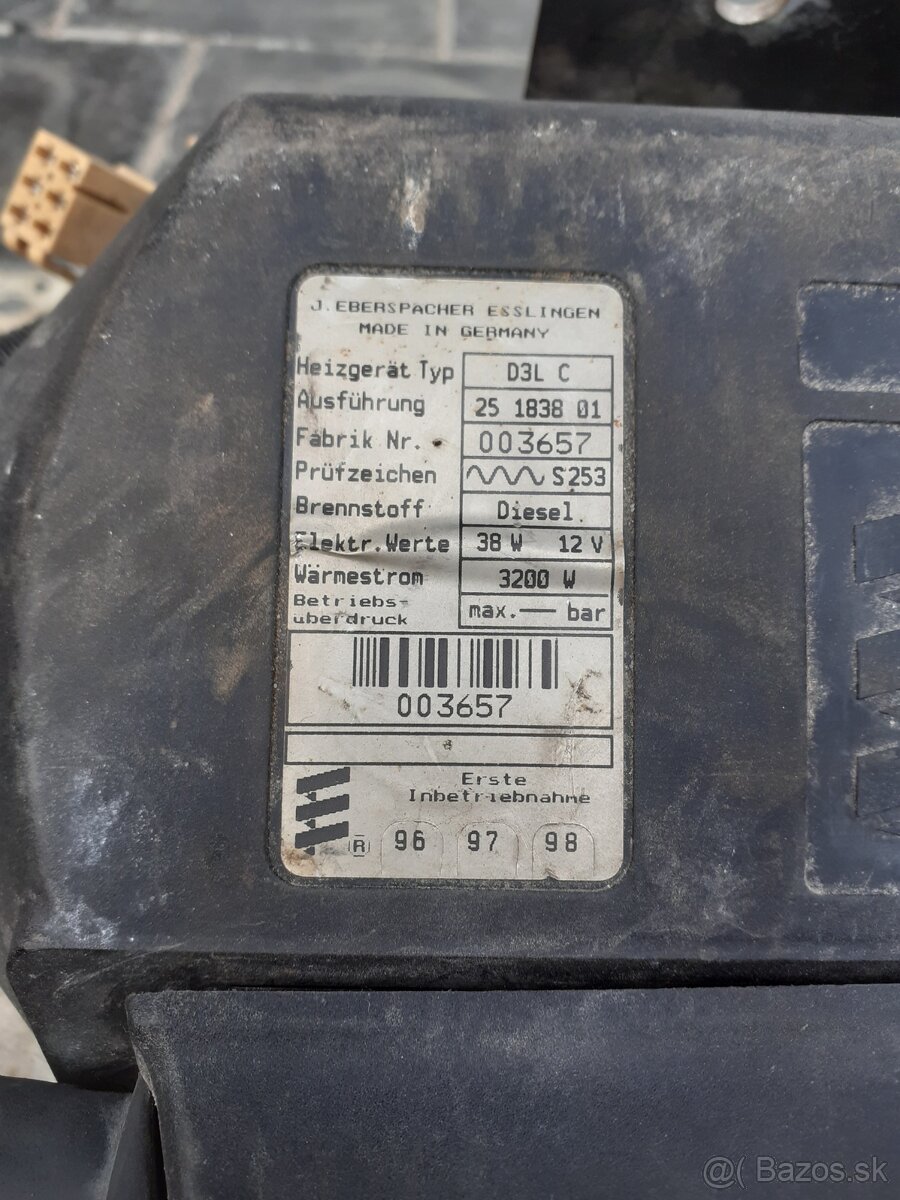 J.EBERSPACHER ESSLINGEN
MADE IN GERMANY
Heizgerät Typ D3L C
Ausführung 25 1838 01
Fabrik Nr. 003657
Prüfzeichen S253
Brennstoff Diesel
Elektr.Werte 38 W 12 V
Wärmestrom 3200 W
Betriebs- max. — bar
überdruck
003657
Erste
Inbetriebnahme
R 96 97 98
@( Bazos.sk